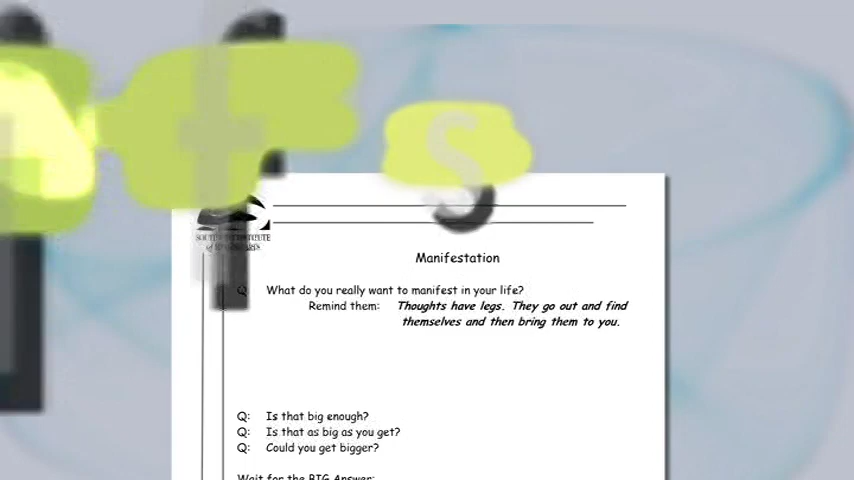 S
Manifestation
Q What do you really want to manifest in your life?
Remind them: Thoughts have legs. They go out and find
themselves and then bring them to you.
Q: Is that big enough?
Q: Is that as big as you get?
Q: Could you get bigger?
Wait for the BIG Answer: